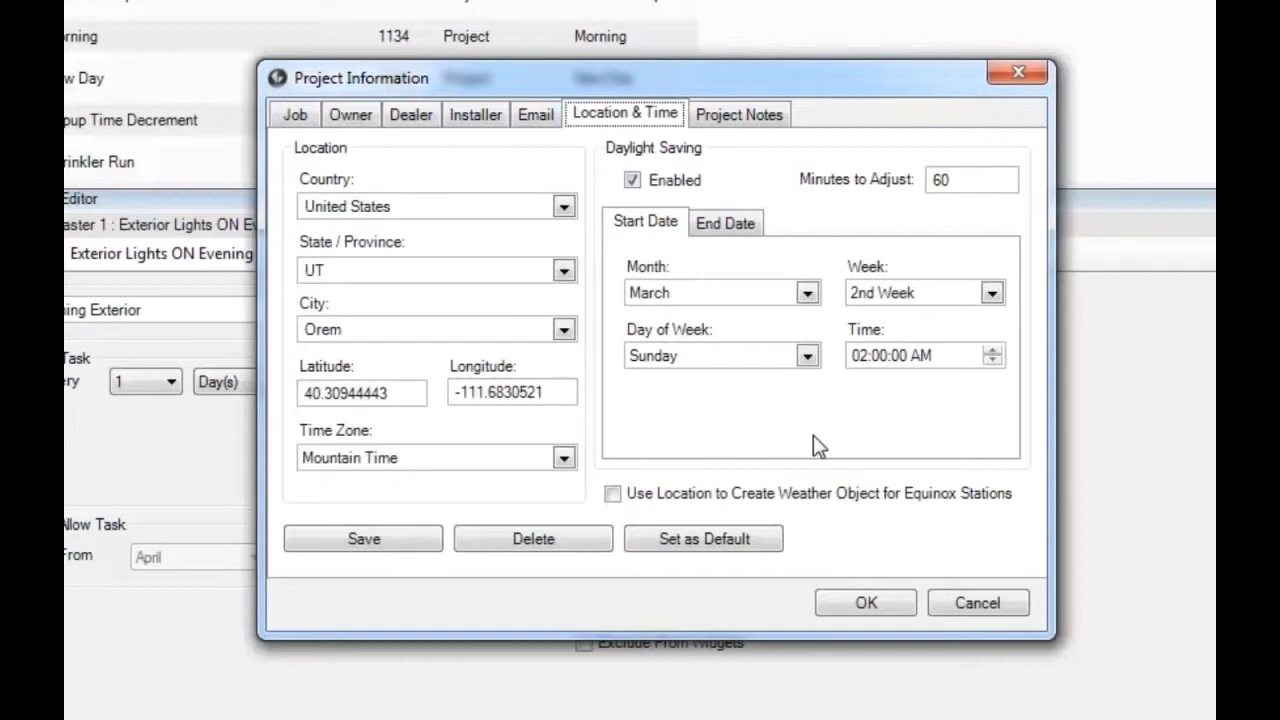 rning 1134 Project Morning
w Day
pup Time Decrement
rinkler Run
Editor
aster 1 : Exterior Lights ON E
Exterior Lights ON Evening
ing Exterior
Task
ry 1 Day(s)
Allow Task
From April
Project Information
Job Owner Dealer Installer Email Location & Time Project Notes
Location
Country:
United States
State / Province:
UT
City:
Orem
Latitude: Longitude:
40.30944443 -111.6830521
Time Zone:
Mountain Time
Daylight Saving
Enabled Minutes to Adjust: 60
Start Date End Date
Month: Week:
March 2nd Week
Day of Week: Time:
Sunday 02:00:00 AM
Use Location to Create Weather Object for Equinox Stations
Save Delete Set as Default
OK Cancel
Exclude From Widgets